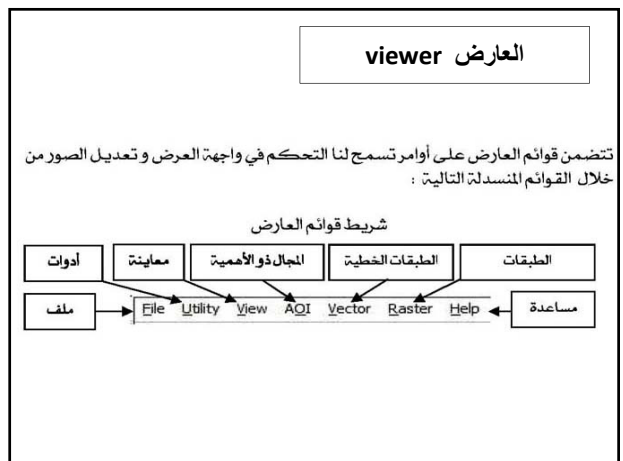 العارض viewer
تتضمن قوائم العارض على أوامر تسمح لنا التحكم في واجهة العرض و تعديل الصور من
خلال القوائم المنسدلة التالية :
شريط قوائم العارض
الطبقات
الطبقات الخطية
المجال ذو الأهمية
معاينة
أدوات
ملف
File Utility View AOI Vector Raster Help
مساعدة